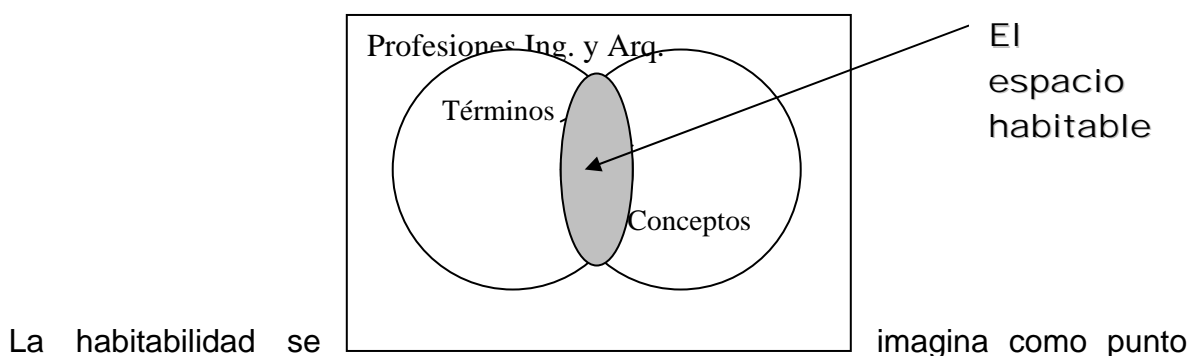 Profesiones Ing. y Arq.
Términos
Conceptos
El
espacio
habitable
La habitabilidad se imagina como punto